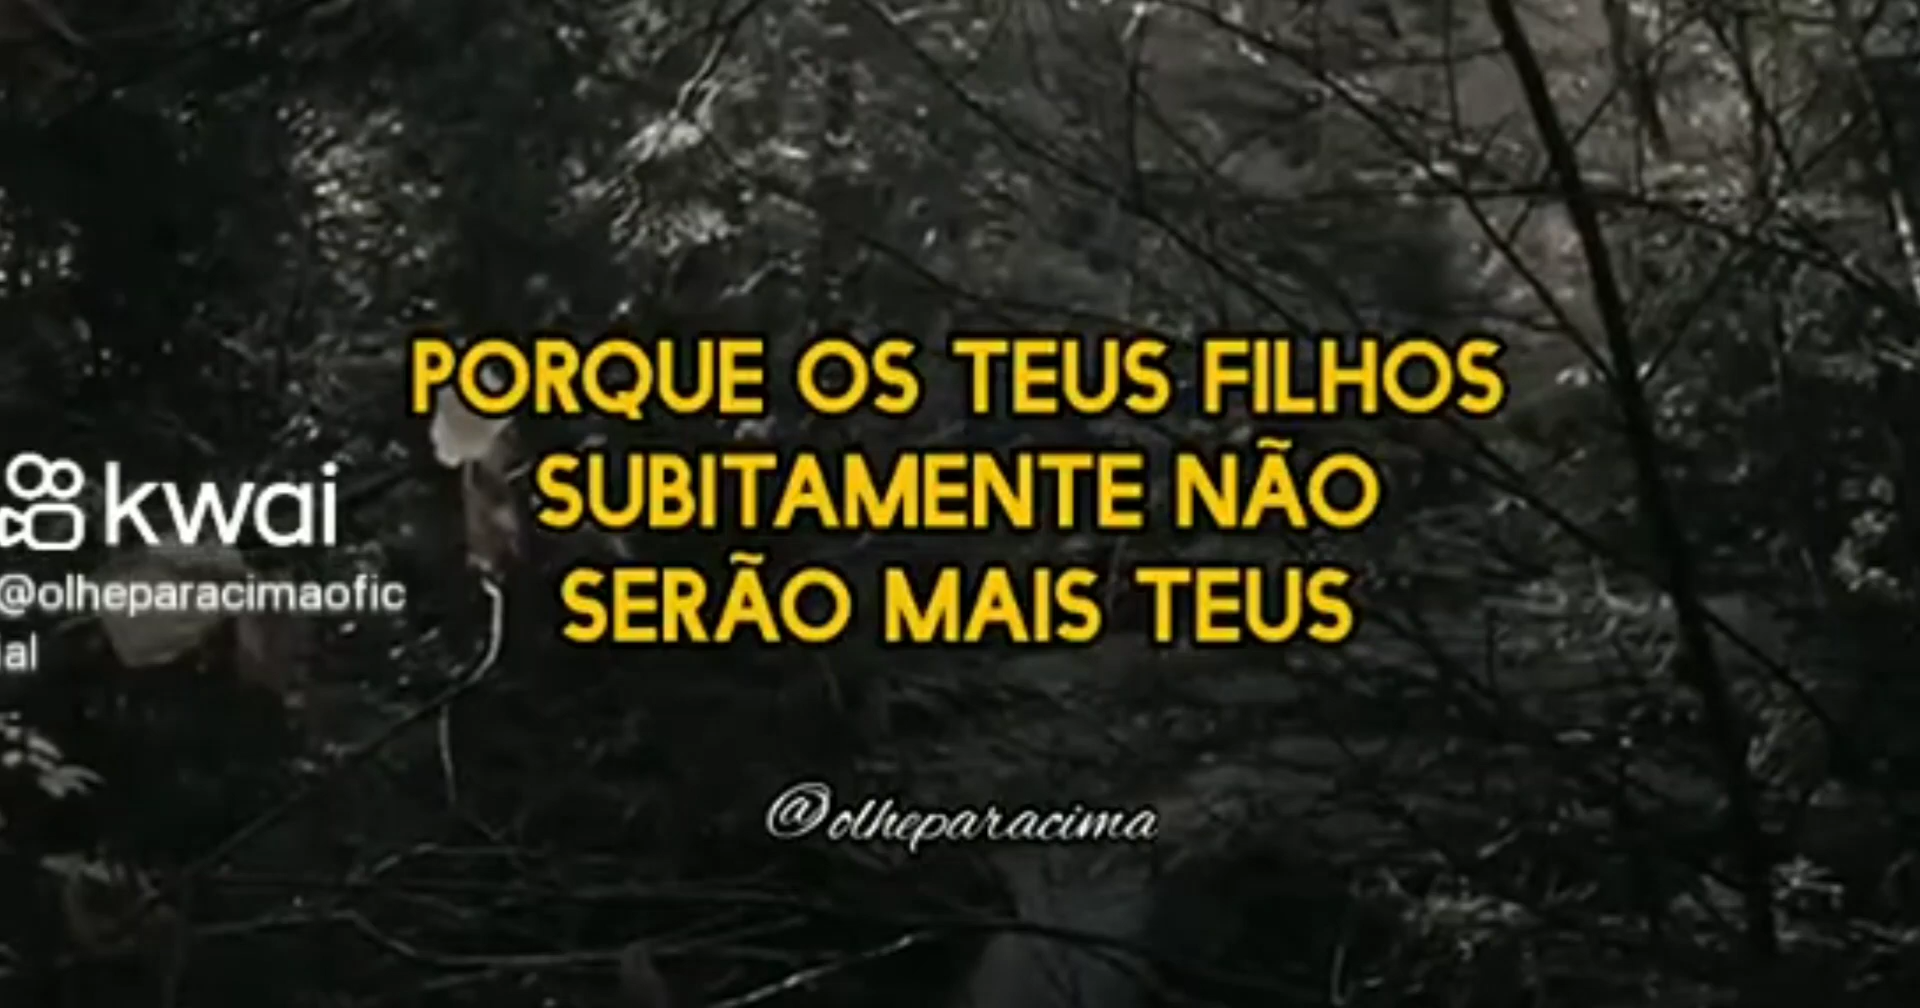 PORQUE OS TEUS FILHOS
SUBITAMENTE NÃO
SERÃO MAIS TEUS
kwai
@olheparacimaofic
ial
@olheparacima